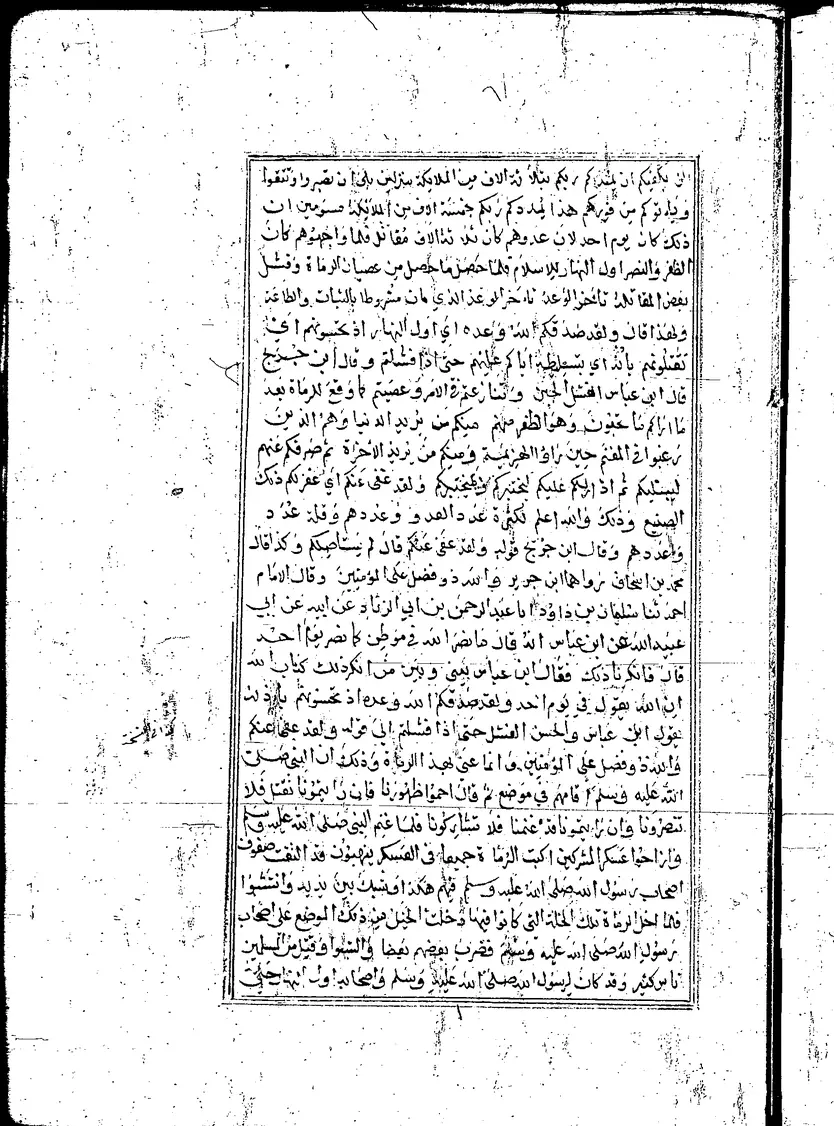 الن يكفيكم ان يمدكم ربكم بثلاثة الاف من الملايكة منزلين بلى ان تصبروا وتتقوا
وياتوكم من فورهم هذا يمددكم ربكم بخمسة الاف من الملايكة مسومين ان
ذلك كان يوم احد لان عدوهم كان ثلاثة الاف مقاتل فلما واجهوهم كان
الظفر والنصر اول النهار للاسلام فلما حصل ما حصل من عصيان الرماة وفشل
بعض المقاتلة تاخر الوعد الذي كان مشروطا بالثبات والطاعة
ولهذا قال ولقد صدقكم الله وعده اي اول النهار اذ تحسونهم اي
تقتلونهم باذنه اي بتسليطه اياكم عليهم حتى اذا فشلتم وقال ابن جريج
قال ابن عباس الفشل الجبن وتنازعتم في الامر وعصيتم كما وقع للرماة بعد
ما اراكم ما تحبون وهو الظفر منهم منكم من يريد الدنيا وهم الذين
رغبوا في المغنم حين راوا الهزيمة ومنكم من يريد الاخرة ثم صرفكم عنهم
ليبتليكم ثم اذ اليكم عليكم ليختبركم ويمتحنكم ولقد عفى عنكم اي غفر لكم ذلك
الصنيع وذلك والله اعلم لكثرة عدد العدو وعددهم وقلة عدد
وعددهم وقال ابن جريج قوله ولقد عفى عنكم قال لم يستاصلكم وكذا قال
محمد بن اسحاق رواهما ابن جرير والله ذو فضل على المؤمنين وقال الامام
احمد ثنا سليمان بن داود انا عبد الرحمن بن ابي الزناد عن ابيه عن ابي
عبيد الله عن ابن عباس انه قال ما نصر الله في موطن كما نصر يوم احد
قال فانكرنا ذلك فقال ابن عباس بيني وبين من انكر ذلك كتاب الله
ان الله يقول في يوم احد ولقد صدقكم الله وعده اذ تحسونهم باذنه
يقول ابن عباس والحس الفشل حتى اذا فشلتم الى قوله ولقد عفى عنكم
والله ذو فضل على المؤمنين وانما عنى بهذا الرماة وذلك ان النبي صلى
الله عليه وسلم اقامهم في موضع ثم قال احموا ظهورنا فان رايتمونا نقتل فلا
تنصرونا وان رايتمونا قد غنمنا فلا تشاركونا فلما غنم النبي صلى الله عليه وسلم
واراحوا عسكر المشركين اكبت الرماة جميعا في العسكر ينهبون قد التقت صفوف
اصحاب رسول الله صلى الله عليه وسلم فهم هكذا وشبك بين يديه وانتشبوا
فلما اخل الرماة تلك الخلة التي كانوا فيها دخلت الخيل من ذلك الموضع على اصحاب
رسول الله صلى الله عليه وسلم فضرب بعضهم بعضا والتبسوا وقتل من المسلمين
ناس كثير وقد كان لرسول الله صلى الله عليه وسلم واصحابه اول النهار حتى